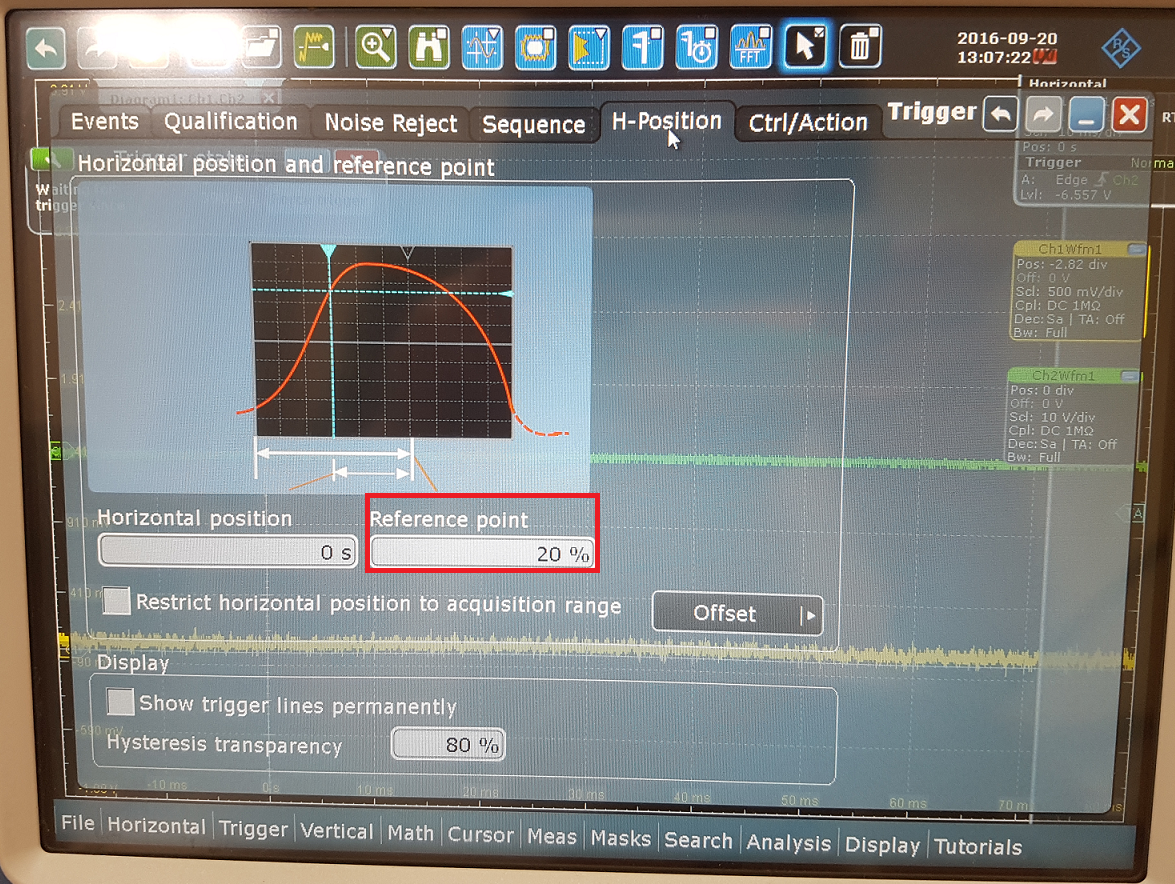 2016-09-20
13:07:22
Horizontal
Diagram1: Ch1,Ch2
Events
Qualification
Noise Reject
Sequence
H-Position
Ctrl/Action
Trigger
Pos: 0 s
Trigger
A: Edge Ch2
Lvl: -6.557 V
Horizontal position and reference point
Ch1Wfm1
Pos: -2.82 div
Off: 0 V
Scl: 500 mV/div
Cpl: DC 1MΩ
Dec: Sa | TA: Off
Bw: Full
Ch2Wfm1
Pos: 0 div
Off: 0 V
Scl: 10 V/div
Cpl: DC 1MΩ
Dec: Sa | TA: Off
Bw: Full
TA
Horizontal position
Reference point
0 s
20 %
Restrict horizontal position to acquisition range
Offset
Display
Show trigger lines permanently
Hysteresis transparency
80 %
-10 ms
0 s
10 ms
20 ms
30 ms
40 ms
50 ms
60 ms
File
Horizontal
Trigger
Vertical
Math
Cursor
Meas
Masks
Search
Analysis
Display
Tutorials